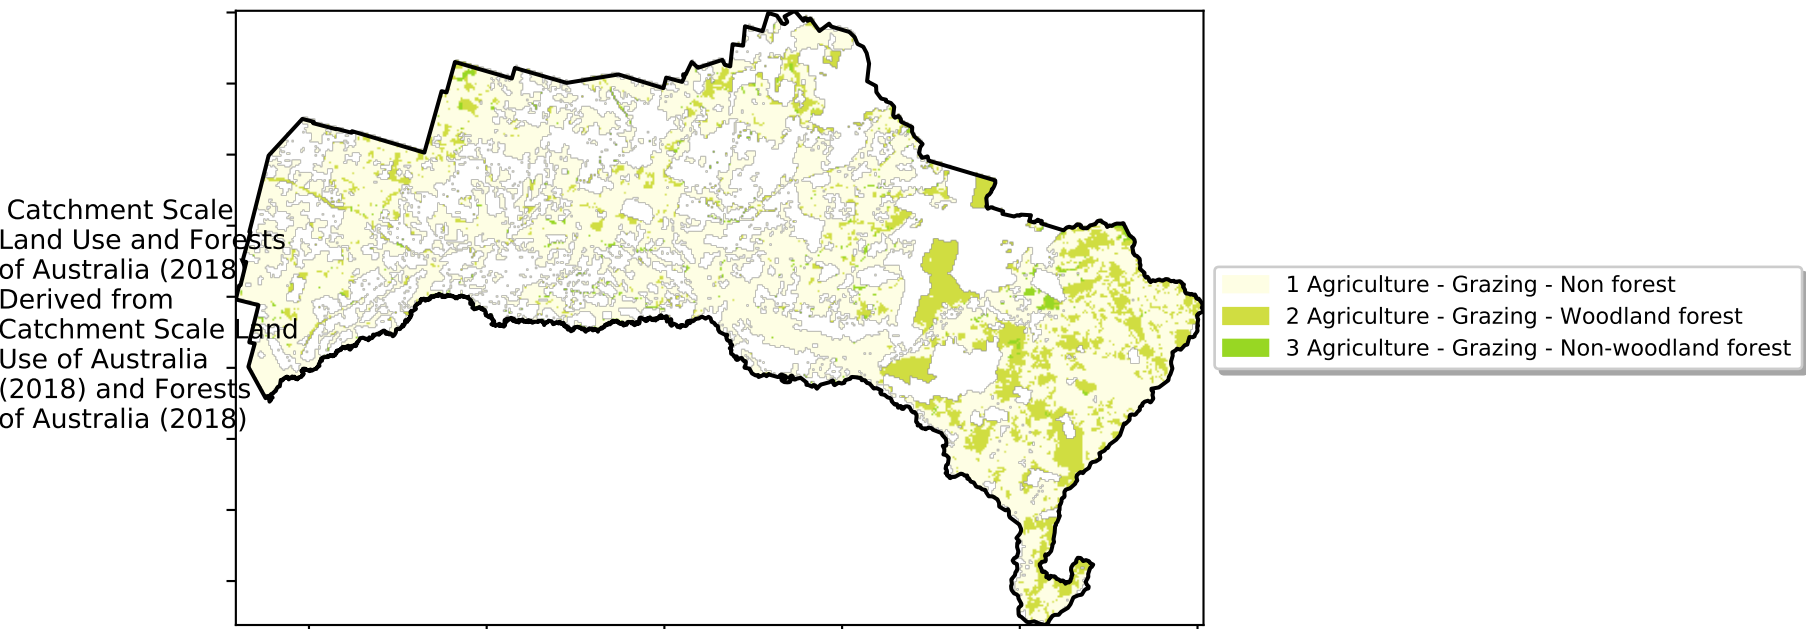 Catchment Scale
Land Use and Forests
of Australia (2018)
Derived from
Catchment Scale Land
Use of Australia
(2018) and Forests
of Australia (2018)
1 Agriculture - Grazing - Non forest
2 Agriculture - Grazing - Woodland forest
3 Agriculture - Grazing - Non-woodland forest